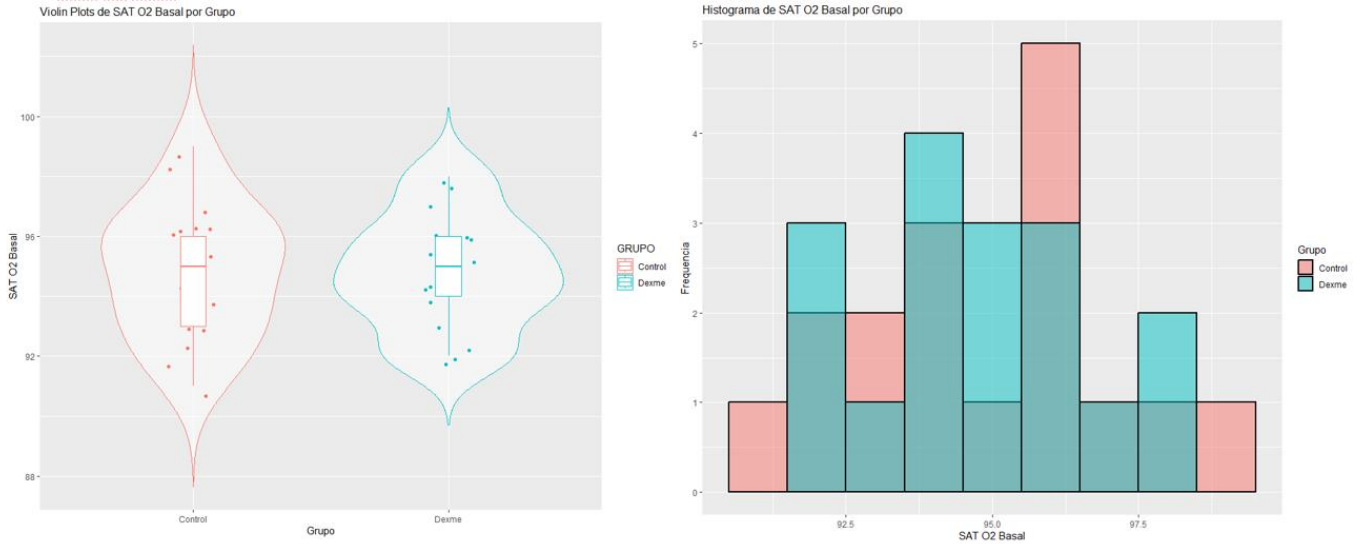 Violin Plots de SAT O2 Basal por Grupo
SAT O2 Basal
100
96
92
88
Control
Dexme
Grupo
GRUPO
Control
Dexme
Histograma de SAT O2 Basal por Grupo
Frequencia
5
4
3
2
1
0
92.5
95.0
97.5
SAT O2 Basal
Grupo
Control
Dexme